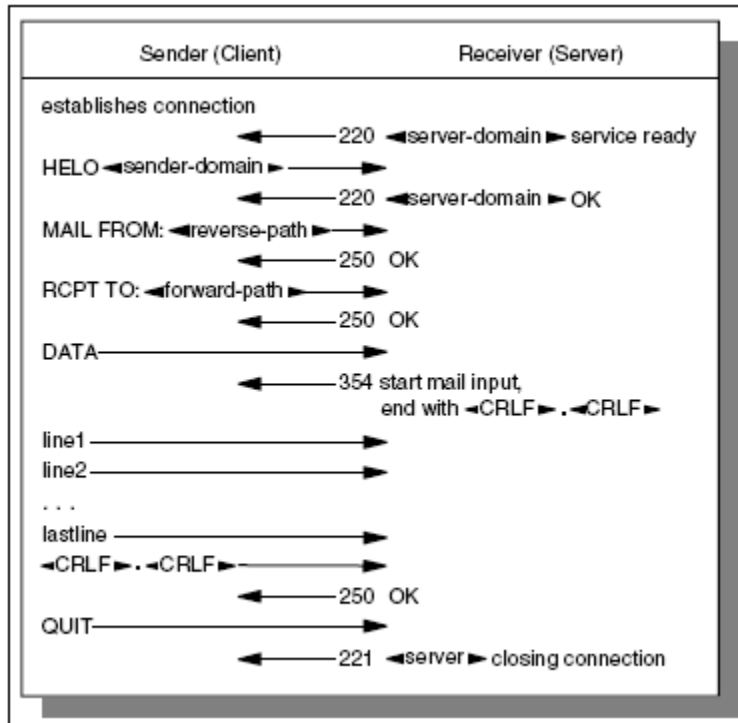 Sender (Client) Receiver (Server)
establishes connection
220 ◄server-domain► service ready
HELO ◄sender-domain►
220 ◄server-domain► OK
MAIL FROM: ◄reverse-path►
250 OK
RCPT TO: ◄forward-path►
250 OK
DATA
354 start mail input,
end with ◄CRLF►.◄CRLF►
line1
line2
. . .
lastline
◄CRLF►.◄CRLF►
250 OK
QUIT
221 ◄server► closing connection